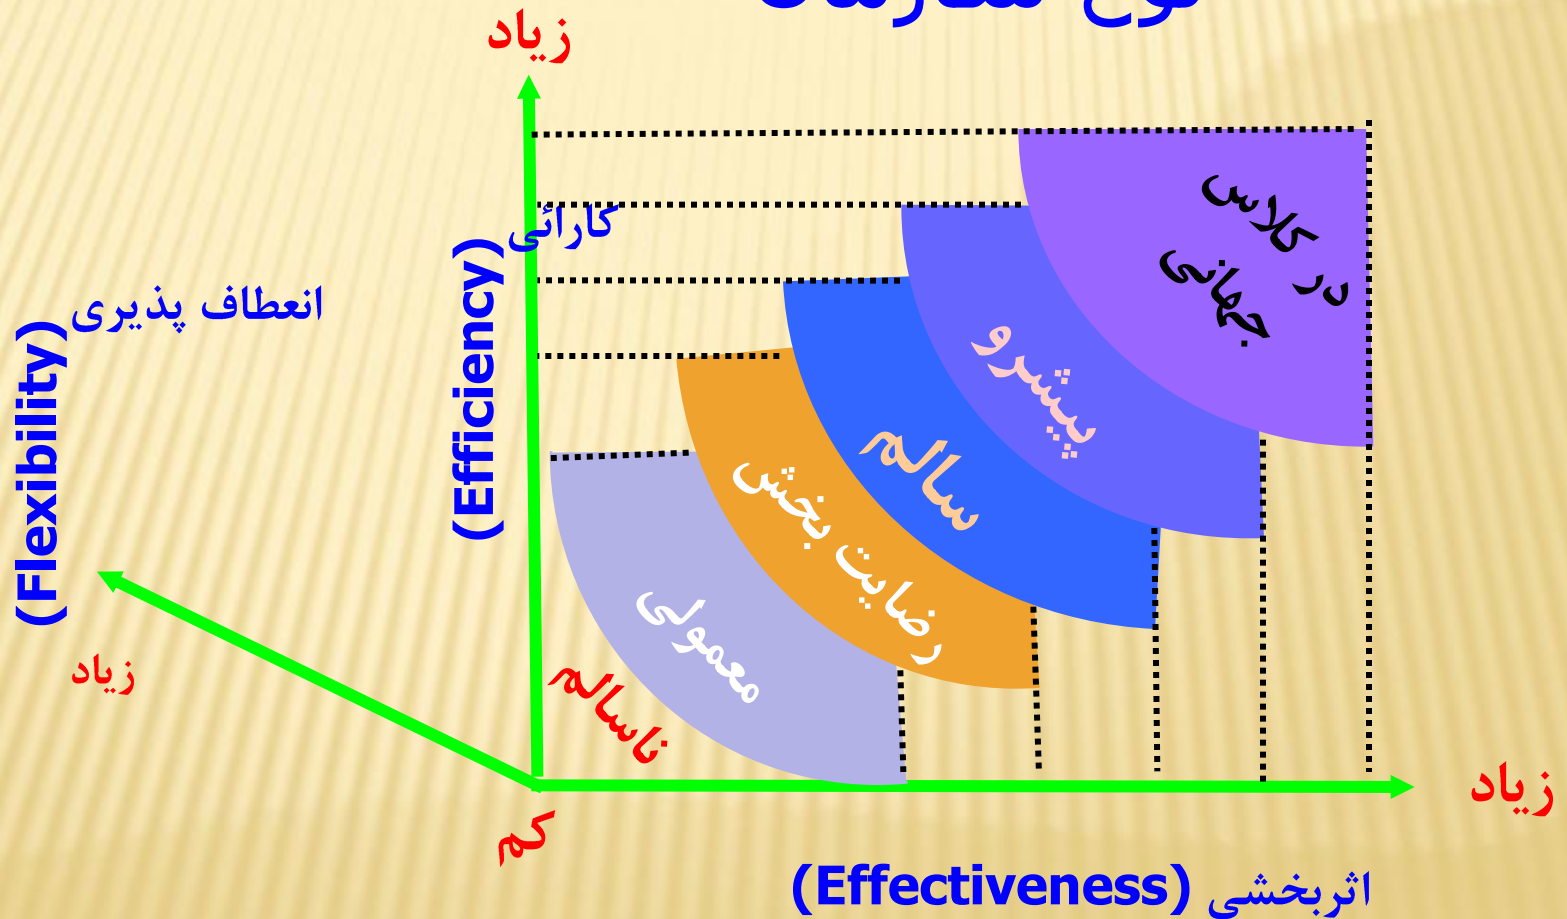 زیاد
کارائی
(Efficiency)
انعطاف پذیری
(Flexibility)
در کلاس
جهانی
پیشرو
سالم
رضایت بخش
معمولی
ناسالم
زیاد
زیاد
کم
اثربخشی (Effectiveness)